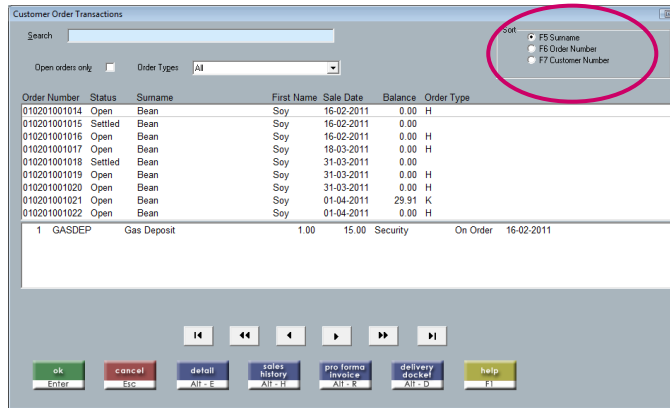 Customer Order Transactions
Search
Sort
F5 Surname
F6 Order Number
F7 Customer Number
Open orders only
Order Types All
Order Number Status Surname First Name Sale Date Balance Order Type
010201001014 Open Bean Soy 16-02-2011 0.00 H
010201001015 Settled Bean Soy 16-02-2011 0.00
010201001016 Open Bean Soy 16-02-2011 0.00 H
010201001017 Open Bean Soy 18-03-2011 0.00 H
010201001018 Settled Bean Soy 31-03-2011 0.00
010201001019 Open Bean Soy 31-03-2011 0.00 H
010201001020 Open Bean Soy 31-03-2011 0.00 H
010201001021 Open Bean Soy 01-04-2011 29.91 K
010201001022 Open Bean Soy 01-04-2011 0.00 H
1 GASDEP Gas Deposit 1.00 15.00 Security On Order 16-02-2011
ok
Enter
cancel
Esc
detail
Alt - E
sales
history
Alt - H
pro forma
invoice
Alt - R
delivery
docket
Alt - D
help
F1